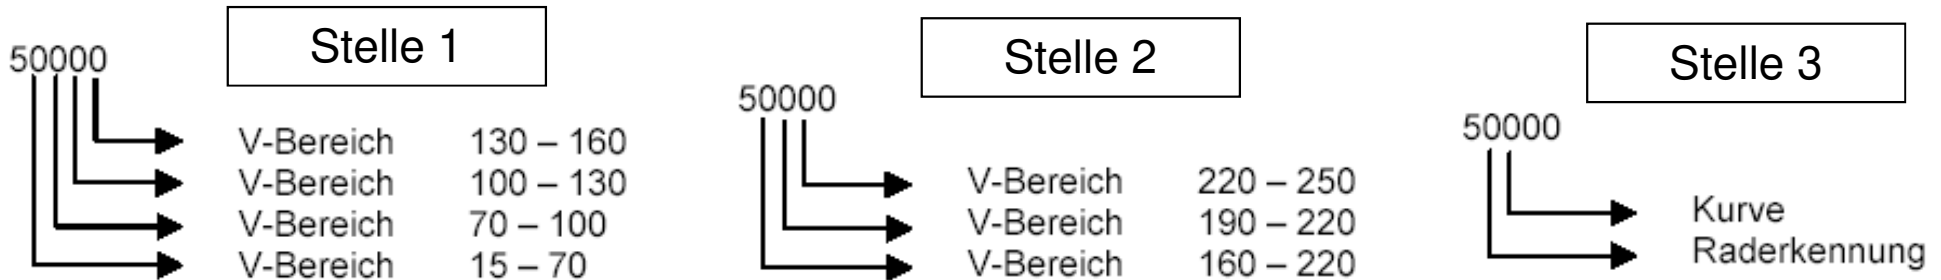 Stelle 1
50000
V-Bereich 130 – 160
V-Bereich 100 – 130
V-Bereich 70 – 100
V-Bereich 15 – 70
Stelle 2
50000
V-Bereich 220 – 250
V-Bereich 190 – 220
V-Bereich 160 – 220
Stelle 3
50000
Kurve
Raderkennung